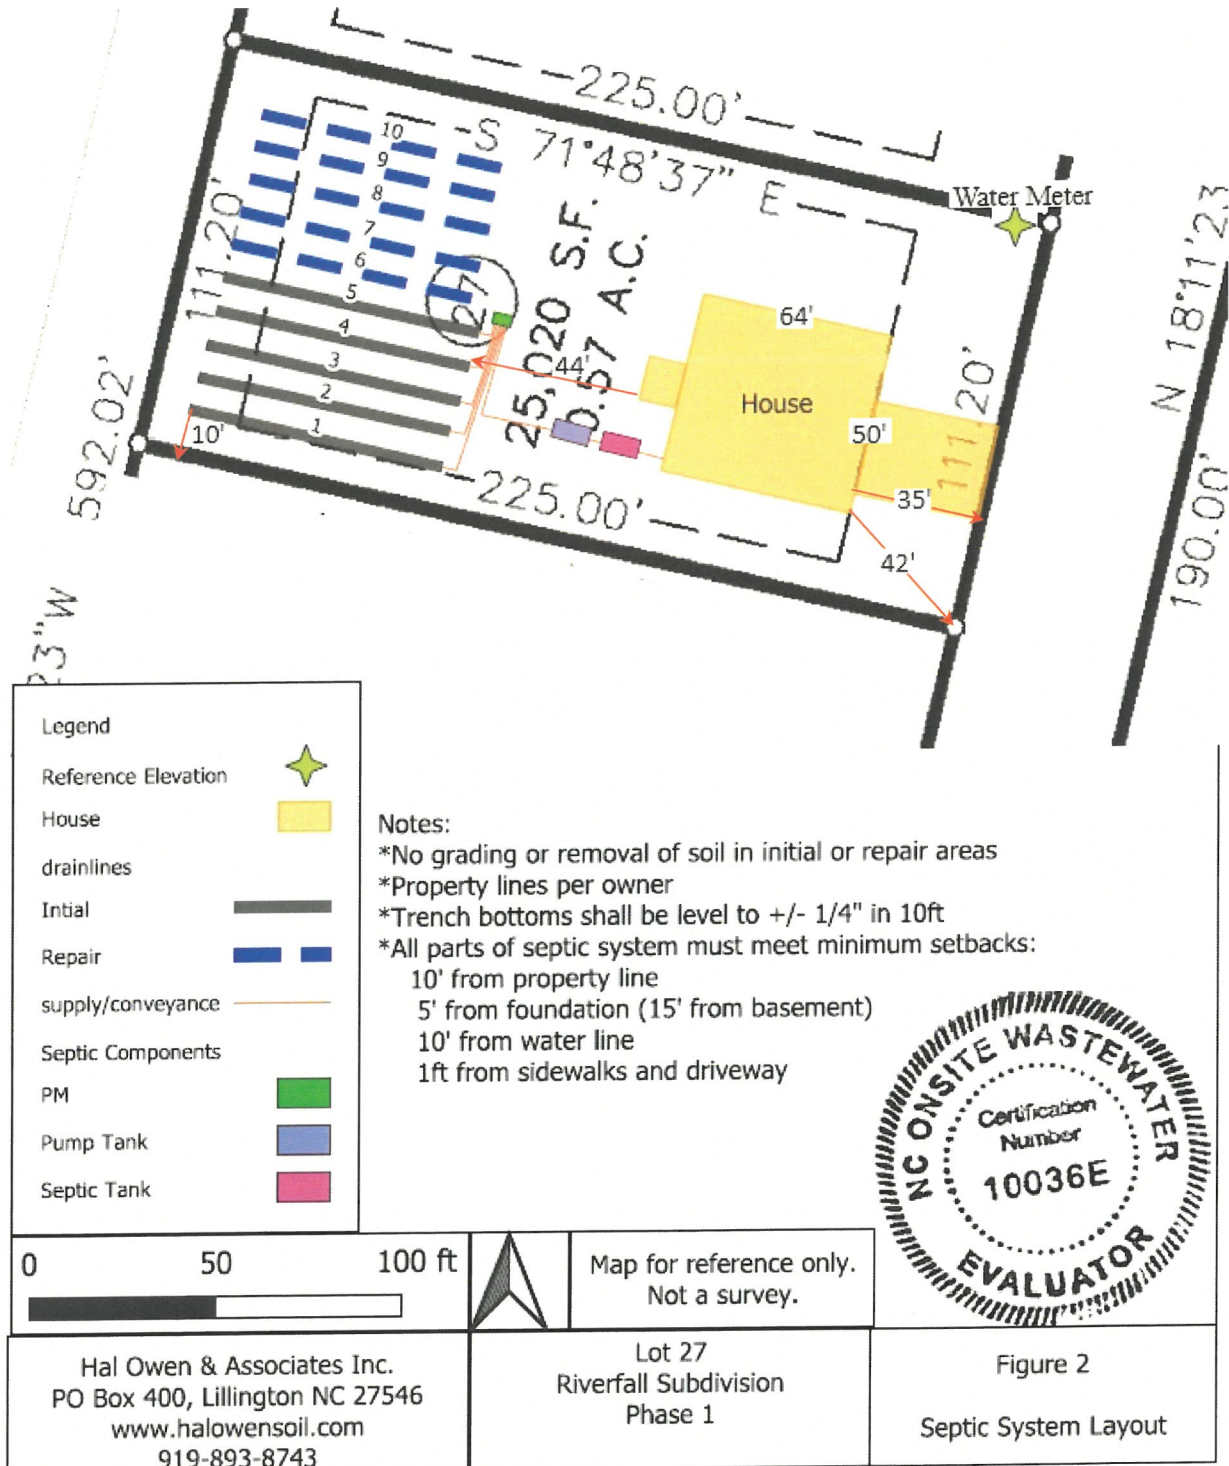 225.00'
S 71°48'37" E
Water Meter
10
9
8
7
6
5
4
3
2
1
111.20'
27
25,020 S.F.
0.57 A.C.
44'
64'
House
50'
35'
42'
111.20'
10'
225.00'
592.02'
23"W
N 18°11'23
190.00'
Legend
Reference Elevation
House
drainlines
Intial
Repair
supply/conveyance
Septic Components
PM
Pump Tank
Septic Tank
Notes:
*No grading or removal of soil in initial or repair areas
*Property lines per owner
*Trench bottoms shall be level to +/- 1/4" in 10ft
*All parts of septic system must meet minimum setbacks:
10' from property line
5' from foundation (15' from basement)
10' from water line
1ft from sidewalks and driveway
NC ONSITE WASTEWATER
Certification
Number
10036E
EVALUATOR
0 50 100 ft
Map for reference only.
Not a survey.
Hal Owen & Associates Inc.
PO Box 400, Lillington NC 27546
www.halowensoil.com
919-893-8743
Lot 27
Riverfall Subdivision
Phase 1
Figure 2
Septic System Layout